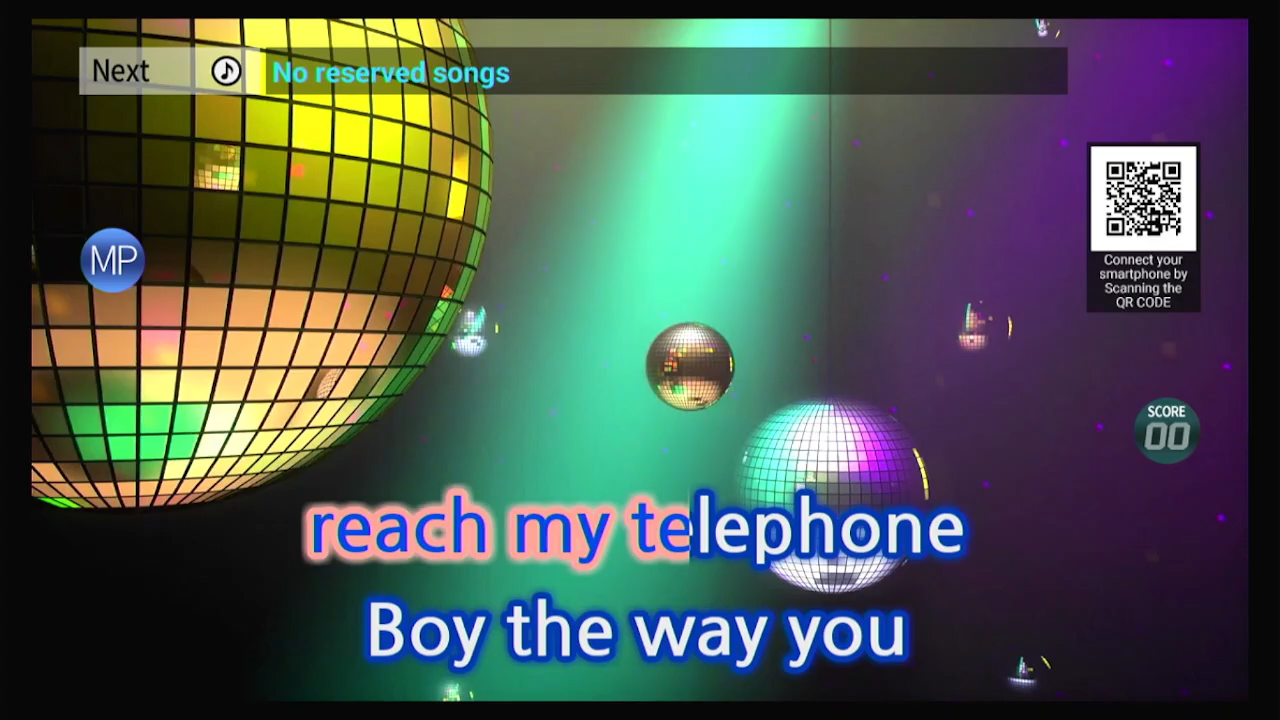 Next
No reserved songs
MP
Connect your
smartphone by
Scanning the
QR CODE
SCORE
00
reach my telephone
Boy the way you